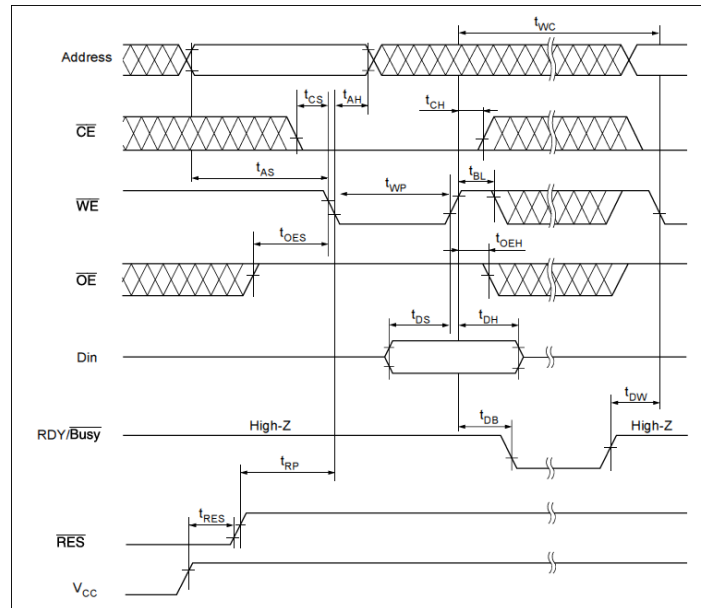 tWC
Address
tCS tAH
tCH
CE
tAS
tWP tBL
WE
tOES
tOEH
OE
tDS tDH
Din
tDW
tDB
High-Z High-Z
RDY/Busy
tRP
tRES
RES
VCC